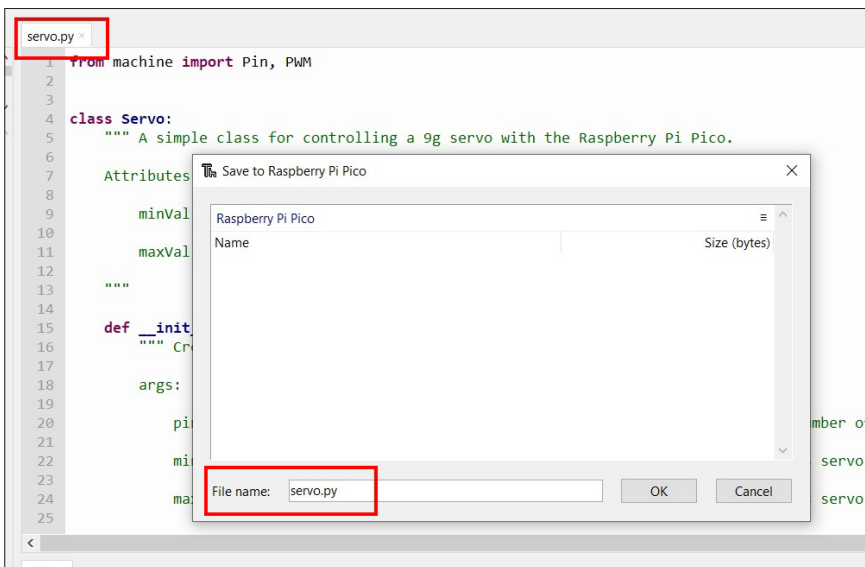 servo.py ×
1 from machine import Pin, PWM
2
3
4 class Servo:
5 """ A simple class for controlling a 9g servo with the Raspberry Pi Pico.
6
Save to Raspberry Pi Pico
7 Attributes
8
9 minVal
Raspberry Pi Pico
10
Name Size (bytes)
11 maxVal
12
13 """
14
15 def __init_
16 """ Cre
17
18 args:
19
20 pi mber o
21
22 mi servo
23
File name: servo.py OK Cancel
24 ma servo
25